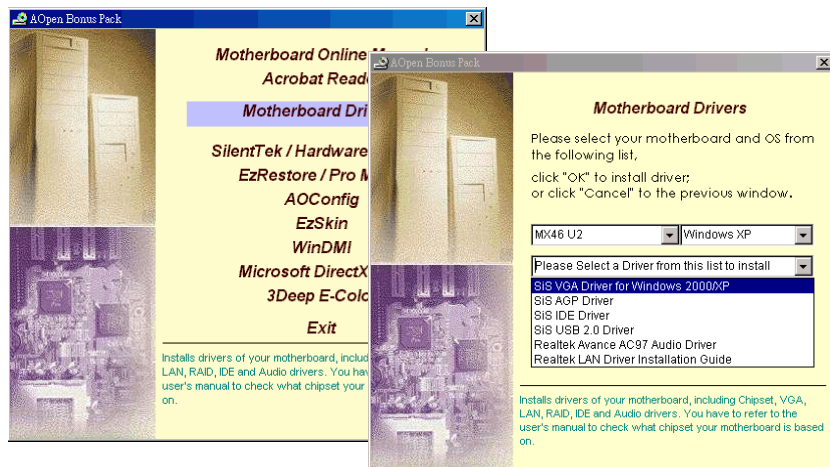 AOpen Bonus Pack
Motherboard Online
Acrobat Read
Motherboard Dri
SilentTek / Hardware
EzRestore / Pro
AOConfig
EzSkin
WinDMI
Microsoft DirectX
3Deep E-Colo
Exit
Installs drivers of your motherboard, includ
LAN, RAID, IDE and Audio drivers. You hav
user's manual to check what chipset your
on.
AOpen Bonus Pack
Motherboard Drivers
Please select your motherboard and OS from
the following list,
click "OK" to install driver;
or click "Cancel" to the previous window.
MX46 U2
Windows XP
Please Select a Driver from this list to install
SiS VGA Driver for Windows 2000/XP
SiS AGP Driver
SiS IDE Driver
SiS USB 2.0 Driver
Realtek Avance AC97 Audio Driver
Realtek LAN Driver Installation Guide
Installs drivers of your motherboard, including Chipset, VGA,
LAN, RAID, IDE and Audio drivers. You have to refer to the
user's manual to check what chipset your motherboard is based
on.